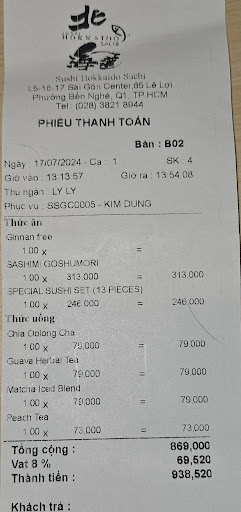 北
HOKKAIDO
SACHI
海幸
Sushi Hokkaido Sachi
L5-16-17 Sài Gòn Center,65 Lê Lợi
Phường Bến Nghé, Q1, TP.HCM
Tel: (028) 3821 8944
PHIẾU THANH TOÁN
Bàn : B02
Ngày : 17/07/2024 - Ca : 1 SK 4
Giờ vào : 13:13:57 Giờ ra : 13:54:08
Thu ngân : LY LY
Phục vụ : SSGC0005 - KIM DUNG
Thức ăn
Ginnan free
1.00 x =
SASHIMI GOSHUMORI
1.00 X 313,000 = 313,000
SPECIAL SUSHI SET (13 PIECES)
1.00 X 246,000 = 246,000
Thức uống
Chia Oolong Cha
1.00 x 79,000 = 79,000
Guava Herbal Tea
1.00 x 79,000 = 79,000
Matcha Iced Blend
1.00 x 79,000 = 79,000
Peach Tea
1.00 x 73,000 = 73,000
Tổng cộng : 869,000
Vat 8 % 69,520
Thành tiền : 938,520
Khách trả :